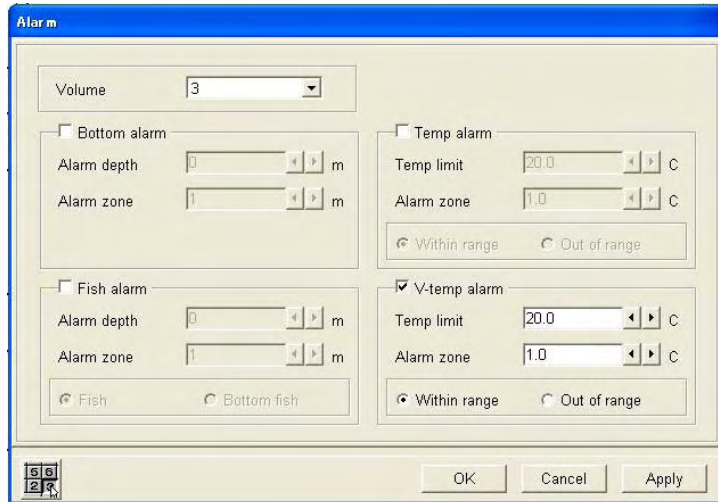 Alarm
Volume 3
Bottom alarm
Alarm depth 0 m
Alarm zone 1 m
Temp alarm
Temp limit 20.0 C
Alarm zone 1.0 C
Within range Out of range
Fish alarm
Alarm depth 0 m
Alarm zone 1 m
Fish Bottom fish
V-temp alarm
Temp limit 20.0 C
Alarm zone 1.0 C
Within range Out of range
5 6
2
OK Cancel Apply